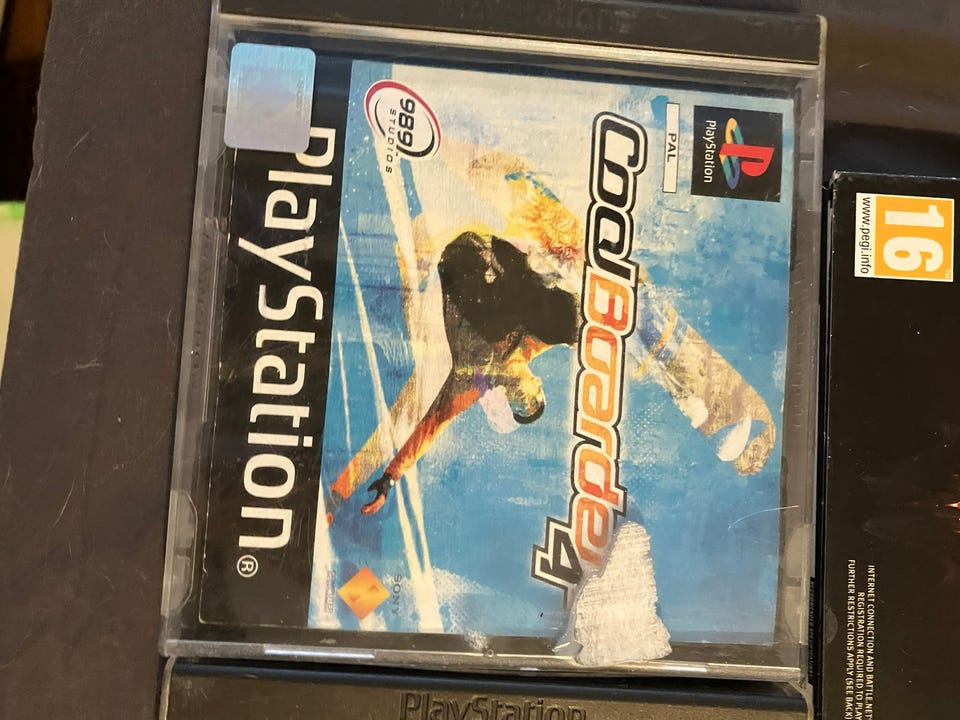 PlayStation
PlayStation
PAL
CoolBoarders 4
989
STUDIOS
SONY
PlayStation®
16
www.pegi.info
INTERNET CONNECTION AND BATTLE.NET
REGISTRATION REQUIRED TO PLAY
FURTHER RESTRICTIONS APPLY (SEE BACK
PlayStation